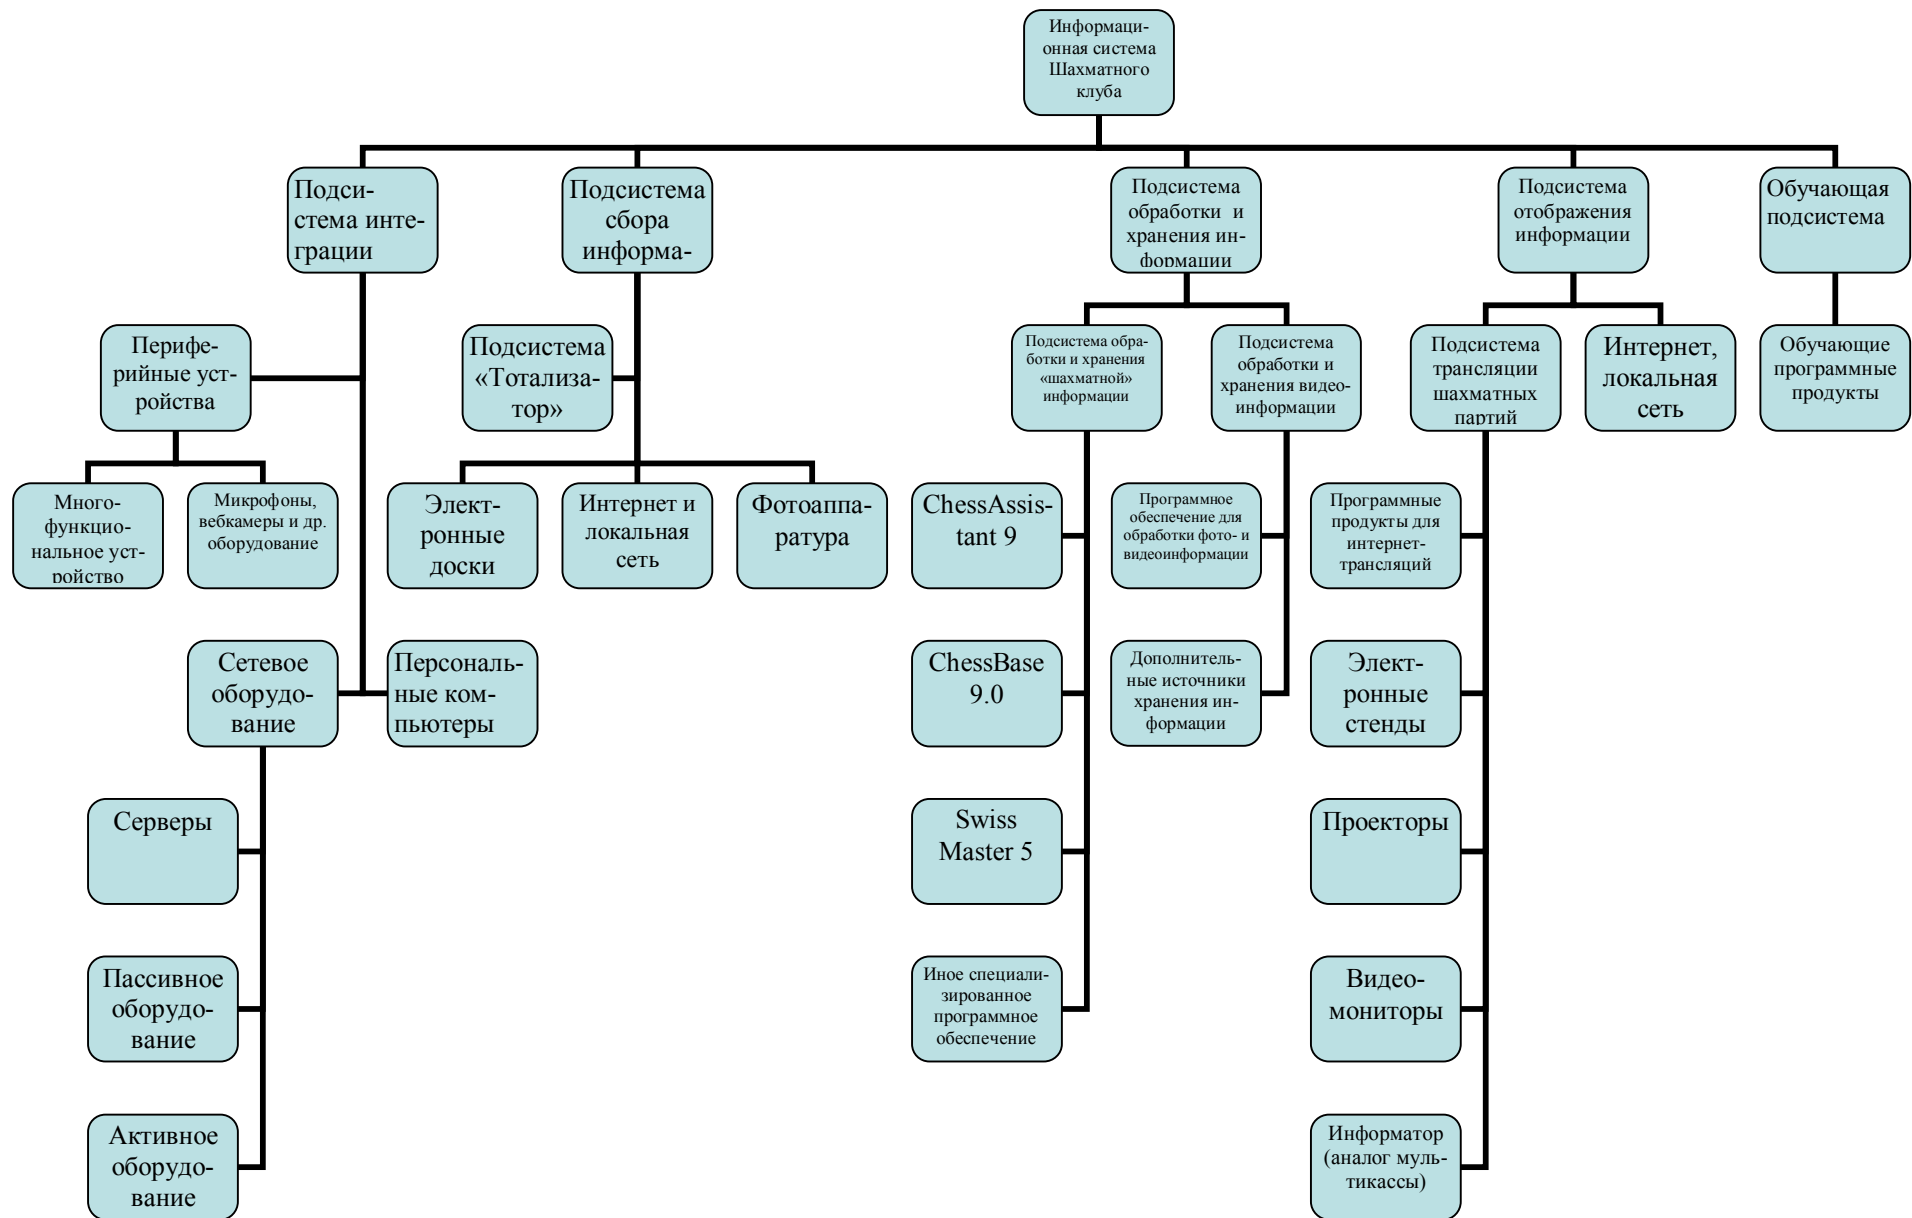 Информаци-
онная система
Шахматного
клуба
Подси-
стема инте-
грации
Подсистема
сбора
информа-
Подсистема
обработки и
хранения ин-
формации
Подсистема
отображения
информации
Обучающая
подсистема
Перифе-
рийные уст-
ройства
Подсистема
«Тотализа-
тор»
Подсистема обра-
ботки и хранения
«шахматной»
информации
Подсистема
обработки и
хранения видео-
информации
Подсистема
трансляции
шахматных
партий
Интернет,
локальная
сеть
Обучающие
программные
продукты
Много-
функцио-
нальное уст-
ройство
Микрофоны,
вебкамеры и др.
оборудование
Элект-
ронные
доски
Интернет и
локальная
сеть
Фотоаппа-
ратура
ChessAssis-
tant 9
Программное
обеспечение для
обработки фото- и
видеоинформации
Программные
продукты для
интернет-
трансляций
Сетевое
оборудо-
вание
Персональ-
ные ком-
пьютеры
ChessBase
9.0
Дополнитель-
ные источники
хранения ин-
формации
Элект-
ронные
стенды
Серверы
Swiss
Master 5
Проекторы
Пассивное
оборудо-
вание
Иное специали-
зированное
программное
обеспечение
Видео-
мониторы
Активное
оборудо-
вание
Информатор
(аналог муль-
тикассы)